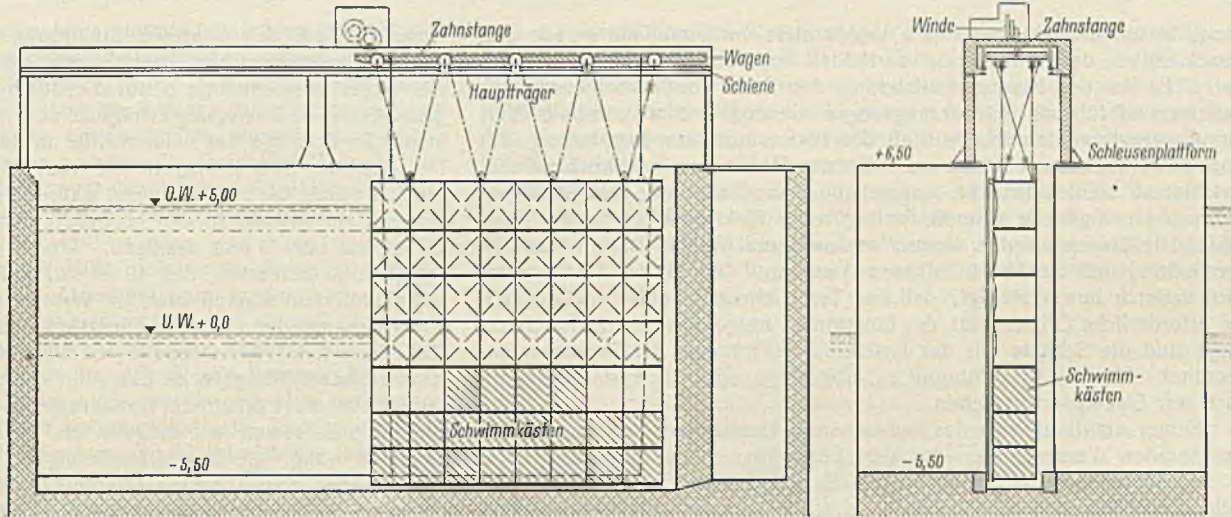 Zahnstange
Wagen
Schiene
Hauptträger
O.W. + 5,00
U.W. + 0,0
Schwimmkästen
- 5,50
Winde
Zahnstange
+ 6,50
Schleusenplattform
Schwimm-
kästen
- 5,50